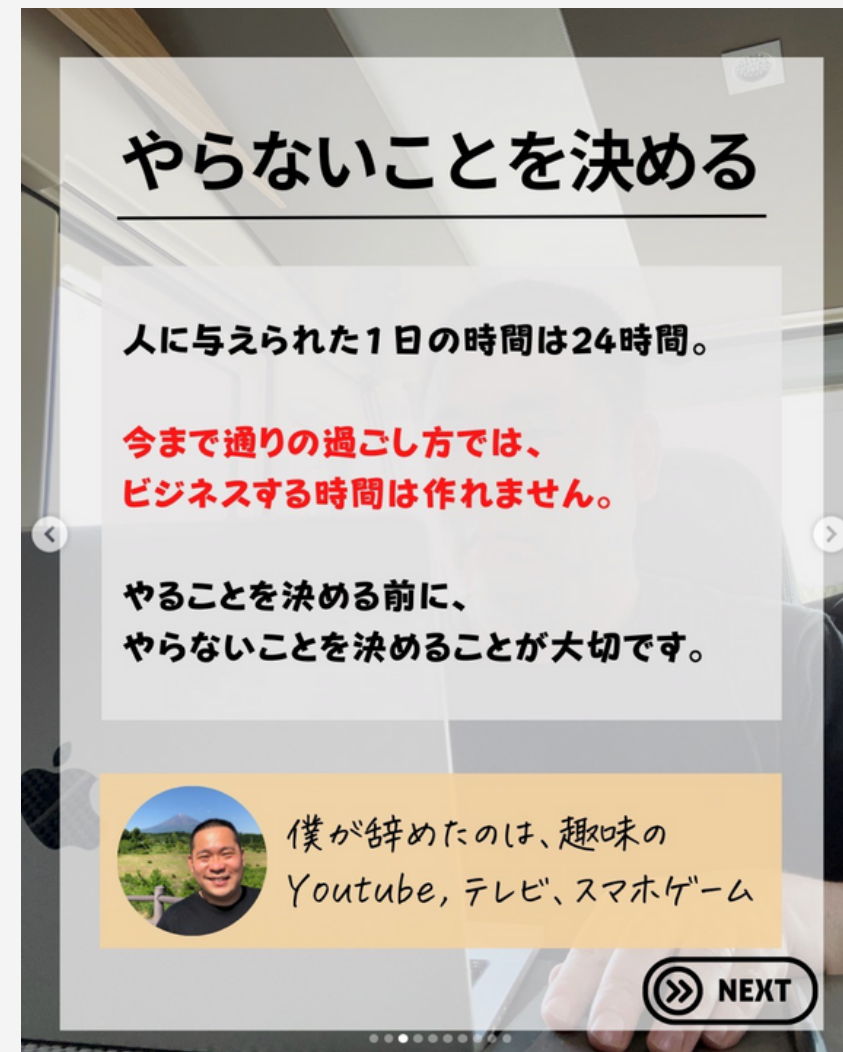 やらないことを決める
人に与えられた1日の時間は24時間。
今まで通りの過ごし方では、
ビジネスする時間は作れません。
やることを決める前に、
やらないことを決めることが大切です。
僕が辞めたのは、趣味の
Youtube, テレビ、スマホゲーム
NEXT